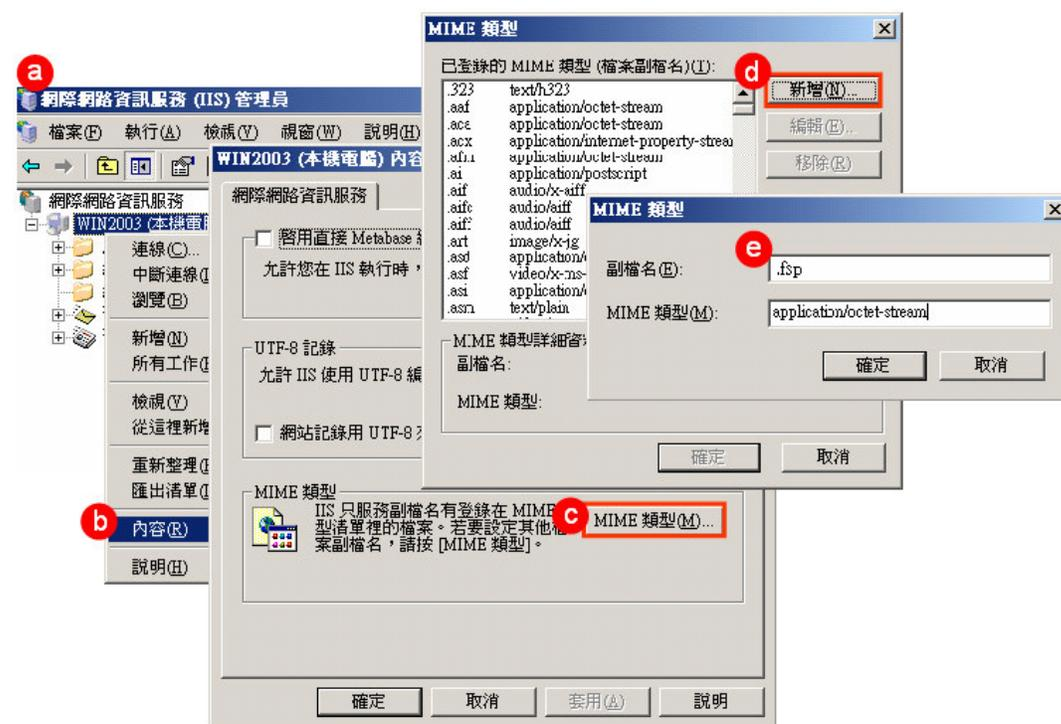 a
網際網路資訊服務 (IIS) 管理員
檔案(F) 執行(A) 檢視(V) 視窗(W) 說明(H)
網際網路資訊服務
WIN2003 (本機電
連線(C)...
中斷連線(
瀏覽(B)
新增(N)
所有工作(
檢視(V)
從這裡新增
重新整理(
匯出清單(
b
內容(R)
說明(H)
WIN2003 (本機電腦) 內容
網際網路資訊服務
啓用直接 Metabase
允許您在 IIS 執行時,
UTF-8 記錄
允許 IIS 使用 UTF-8 編
網站記錄用 UTF-8
MIME 類型
IIS 只服務副檔名有登錄在 MIME
型清單裡的檔案。若要設定其他檔
案副檔名,請按 [MIME 類型]。
c
MIME 類型(M)...
確定 取消 套用(A) 說明
MIME 類型
已登錄的 MIME 類型 (檔案副檔名)(T):
.323 text/h323
.aaf application/octet-stream
.aca application/octet-stream
.acx application/internet-property-strea
.afm application/octet-stream
.ai application/postscript
.aif audio/x-aiff
.aifc audio/aiff
.aiff audio/aiff
.art image/x-jg
.asd application/
.asf video/x-ms-
.asi application/
.asm text/plain
d
新增(N)...
編輯(E)...
移除(R)
MIME 類型詳細資
副檔名:
MIME 類型:
確定 取消
MIME 類型
e
副檔名(E): .fsp
MIME 類型(M): application/octet-stream
確定 取消